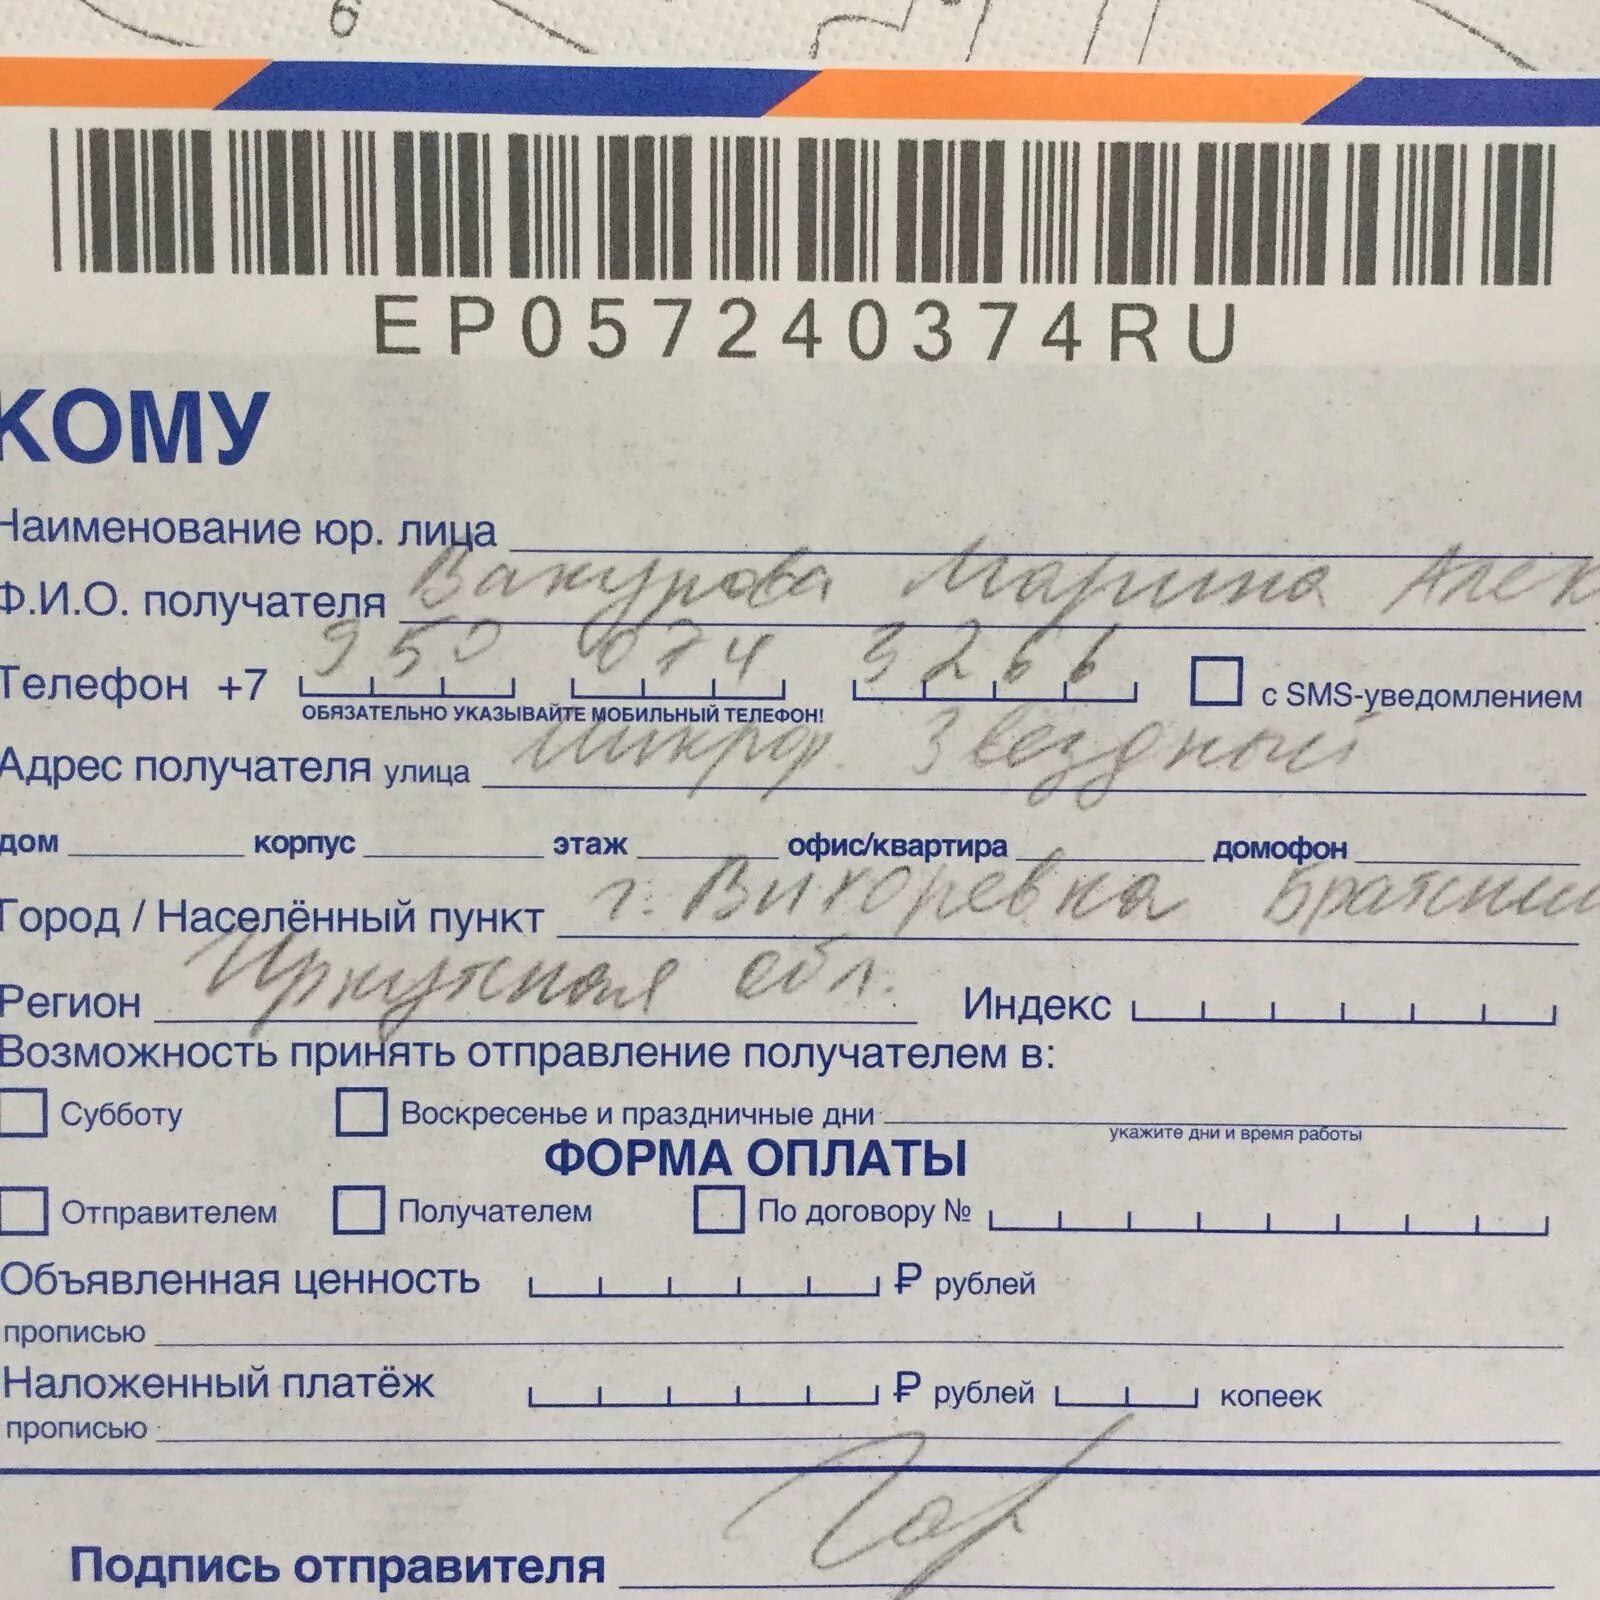 6
EP057240374RU
КОМУ
Наименование юр. лица
Ф.И.О. получателя Вакурова Марина Алек
Телефон +7 950 074 3266 с SMS-уведомлением
ОБЯЗАТЕЛЬНО УКАЗЫВАЙТЕ МОБИЛЬНЫЙ ТЕЛЕФОН!
Адрес получателя улица Микрор. Звездный
дом корпус этаж офис/квартира домофон
Город / Населённый пункт г. Вихоревка Братский
Регион Иркутская обл. Индекс
Возможность принять отправление получателем в:
Субботу Воскресенье и праздничные дни
укажите дни и время работы
ФОРМА ОПЛАТЫ
Отправителем Получателем По договору №
Объявленная ценность ₽ рублей
прописью
Наложенный платёж ₽ рублей копеек
прописью
Подпись отправителя